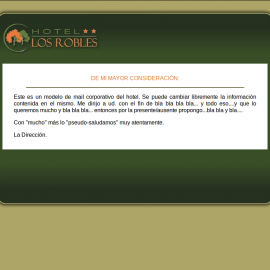 HOTEL ★★
LOS ROBLES
DE MI MAYOR CONSIDERACIÓN:
Este es un modelo de mail corporativo del hotel. Se puede cambiar libremente la información
contenida en el mismo. Me dirijo a ud. con el fin de bla bla bla bla... y todo eso....y que lo
queremos mucho y bla bla bla... entonces por la presentelausente propongo...bla bla y bla....
Con "mucho" más lo "pseudo-saludamos" muy atentamente.
La Dirección.